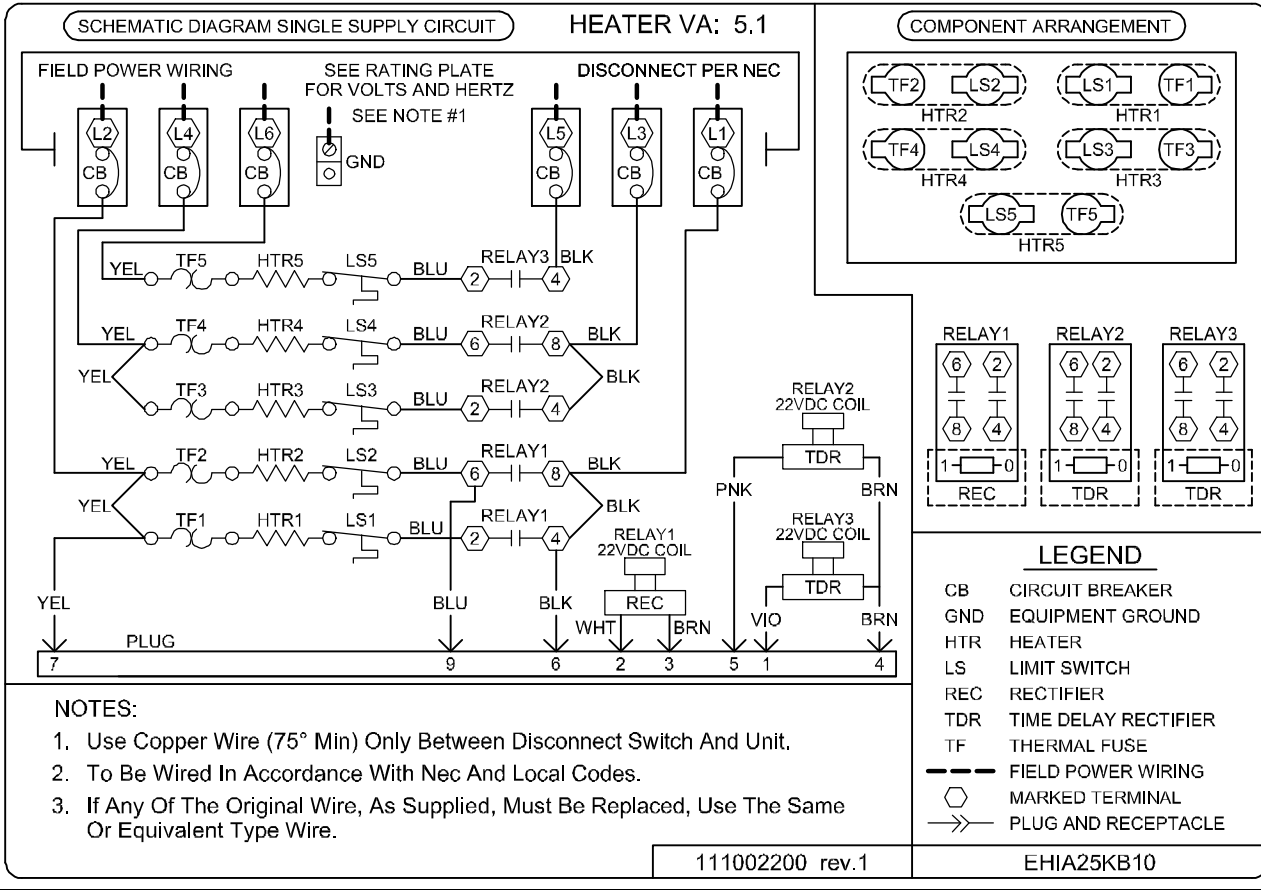 SCHEMATIC DIAGRAM SINGLE SUPPLY CIRCUIT
HEATER VA: 5.1
FIELD POWER WIRING
SEE RATING PLATE
FOR VOLTS AND HERTZ
SEE NOTE #1
DISCONNECT PER NEC
L2 L4 L6 GND L5 L3 L1
CB CB CB CB CB CB
YEL TF5 HTR5 LS5 BLU 2 RELAY3 4 BLK
YEL TF4 HTR4 LS4 BLU 6 RELAY2 8 BLK
YEL BLK
TF3 HTR3 LS3 BLU 2 RELAY2 4
YEL TF2 HTR2 LS2 BLU 6 RELAY1 8 BLK
YEL BLK
TF1 HTR1 LS1 BLU 2 RELAY1 4
RELAY2
22VDC COIL
TDR
PNK BRN
RELAY3
22VDC COIL
TDR
RELAY1
22VDC COIL
REC
YEL BLU BLK WHT BRN VIO BRN
PLUG
7 9 6 2 3 5 1 4
COMPONENT ARRANGEMENT
TF2 LS2 LS1 TF1
HTR2 HTR1
TF4 LS4 LS3 TF3
HTR4 HTR3
LS5 TF5
HTR5
RELAY1 RELAY2 RELAY3
6 2 6 2 6 2
8 4 8 4 8 4
1 0 1 0 1 0
REC TDR TDR
LEGEND
CB CIRCUIT BREAKER
GND EQUIPMENT GROUND
HTR HEATER
LS LIMIT SWITCH
REC RECTIFIER
TDR TIME DELAY RECTIFIER
TF THERMAL FUSE
FIELD POWER WIRING
MARKED TERMINAL
PLUG AND RECEPTACLE
NOTES:
1. Use Copper Wire (75° Min) Only Between Disconnect Switch And Unit.
2. To Be Wired In Accordance With Nec And Local Codes.
3. If Any Of The Original Wire, As Supplied, Must Be Replaced, Use The Same
Or Equivalent Type Wire.
111002200 rev.1
EHIA25KB10